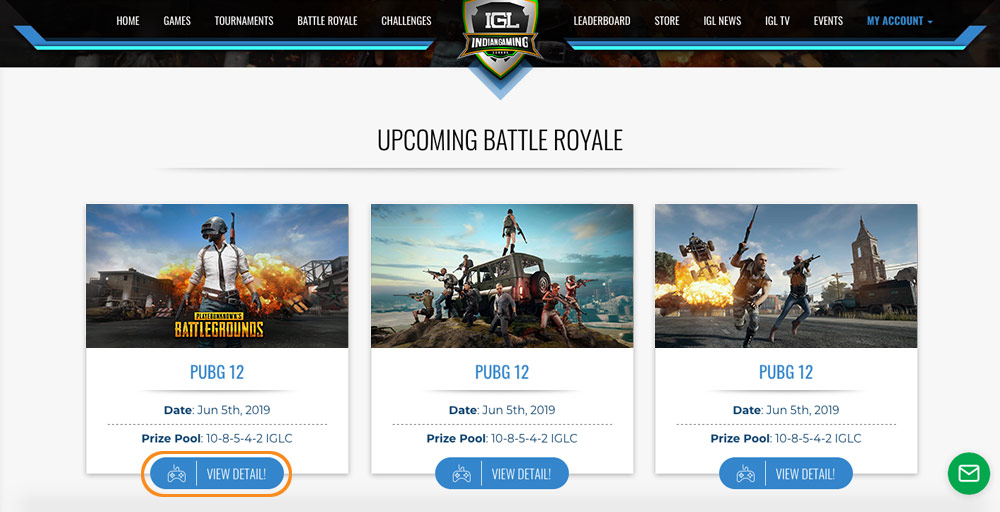 HOME GAMES TOURNAMENTS BATTLE ROYALE CHALLENGES
IGL
INDIANGAMING
LEADERBOARD STORE IGL NEWS IGL TV EVENTS MY ACCOUNT
UPCOMING BATTLE ROYALE
PLAYERUNKNOWN'S
BATTLEGROUNDS
PUBG 12
Date: Jun 5th, 2019
Prize Pool: 10-8-5-4-2 IGLC
VIEW DETAIL!
PUBG 12
Date: Jun 5th, 2019
Prize Pool: 10-8-5-4-2 IGLC
VIEW DETAIL!
PUBG 12
Date: Jun 5th, 2019
Prize Pool: 10-8-5-4-2 IGLC
VIEW DETAIL!